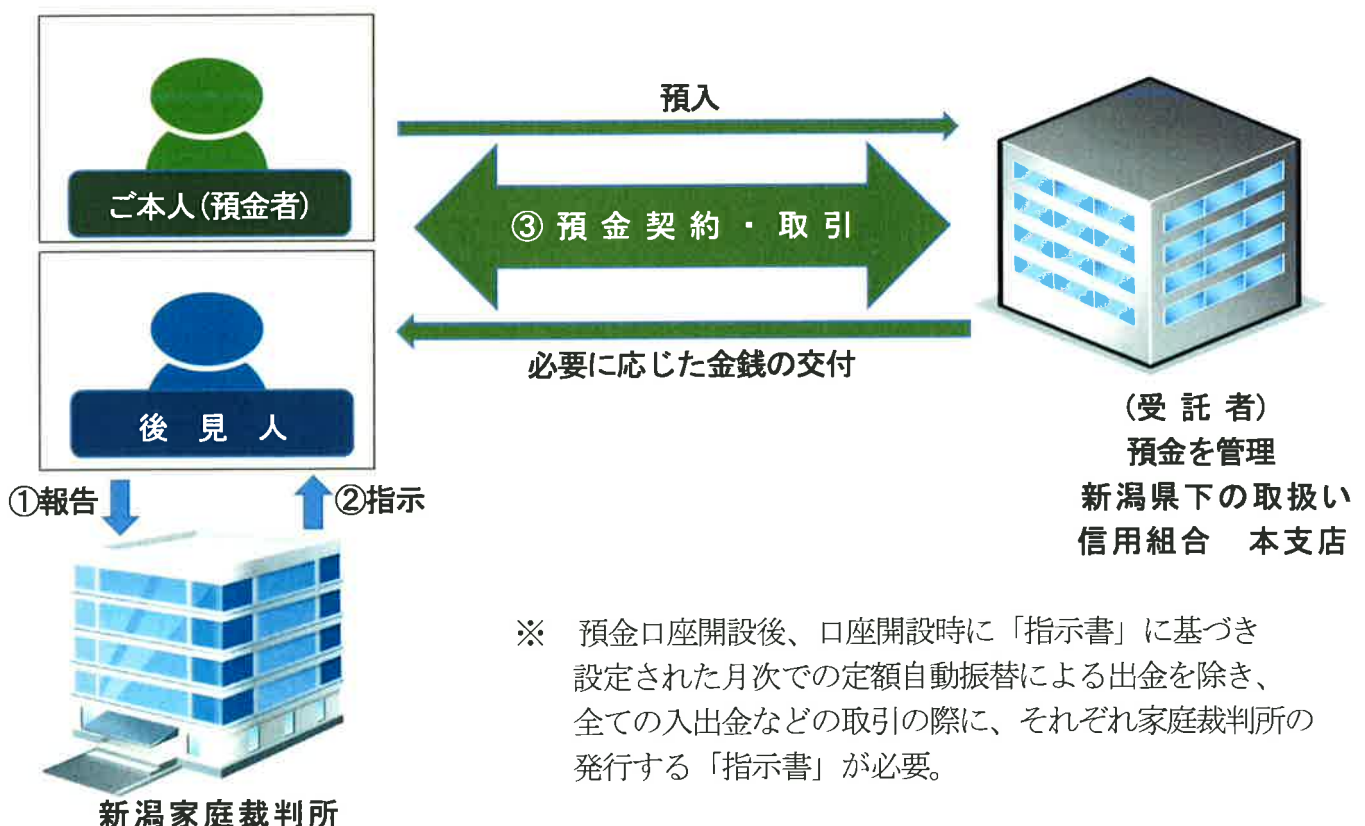 預入
ご本人(預金者)
③預金契約・取引
後見人
必要に応じた金銭の交付
(受託者)
預金を管理
新潟県下の取扱い
信用組合　本支店
①報告
②指示
新潟家庭裁判所
※　預金口座開設後、口座開設時に「指示書」に基づき
設定された月次での定額自動振替による出金を除き、
全ての入出金などの取引の際に、それぞれ家庭裁判所の
発行する「指示書」が必要。